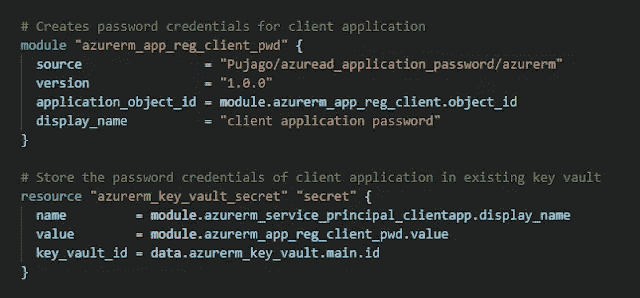 # Creates password credentials for client application
module "azurerm_app_reg_client_pwd" {
  source                = "Pujago/azuread_application_password/azurerm"
  version               = "1.0.0"
  application_object_id = module.azurerm_app_reg_client.object_id
  display_name          = "client application password"
}

# Store the password credentials of client application in existing key vault
resource "azurerm_key_vault_secret" "secret" {
  name         = module.azurerm_service_principal_clientapp.display_name
  value        = module.azurerm_app_reg_client_pwd.value
  key_vault_id = data.azurerm_key_vault.main.id
}